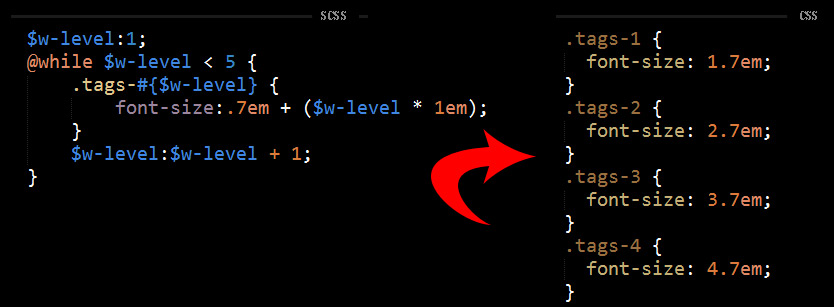 SCSS
$w-level:1;
@while $w-level < 5 {
    .tags-#{$w-level} {
        font-size:.7em + ($w-level * 1em);
    }
    $w-level:$w-level + 1;
}
CSS
.tags-1 {
  font-size: 1.7em;
}
.tags-2 {
  font-size: 2.7em;
}
.tags-3 {
  font-size: 3.7em;
}
.tags-4 {
  font-size: 4.7em;
}